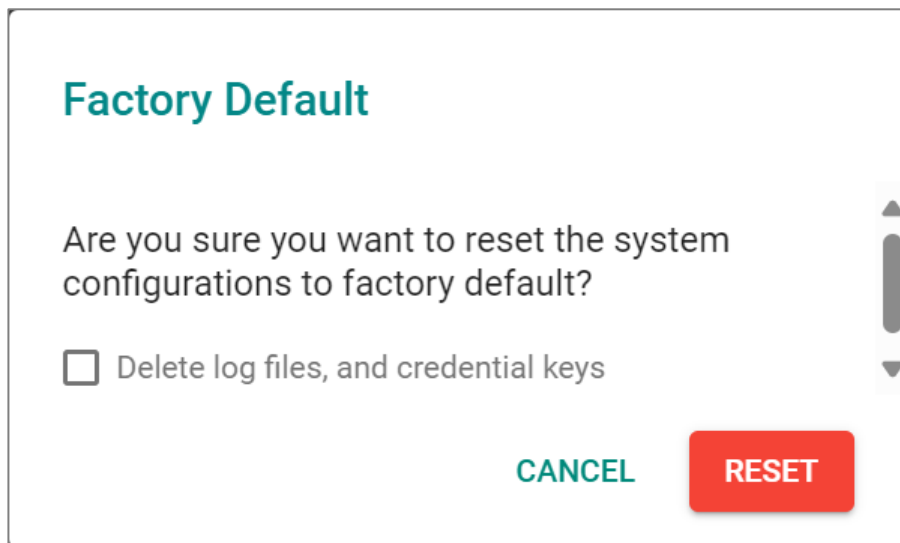 Factory Default
Are you sure you want to reset the system
configurations to factory default?
Delete log files, and credential keys
CANCEL
RESET